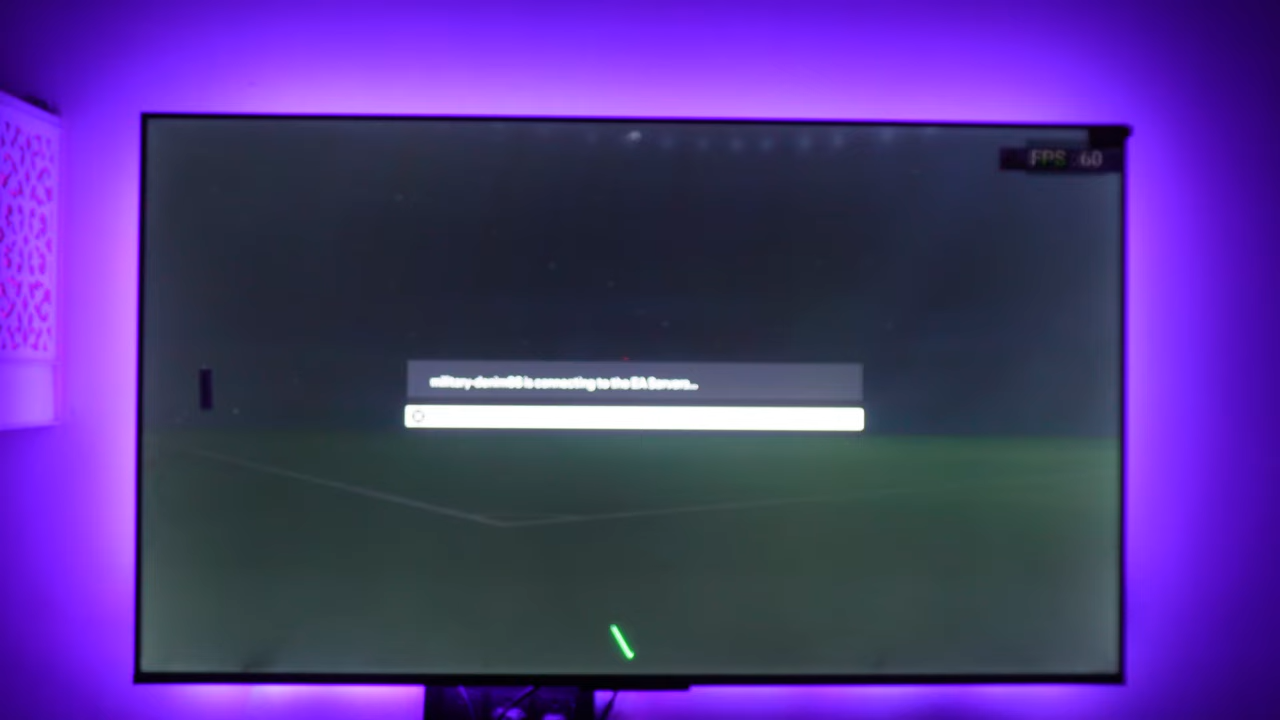 FPS :60
is connecting to the EA Servers...